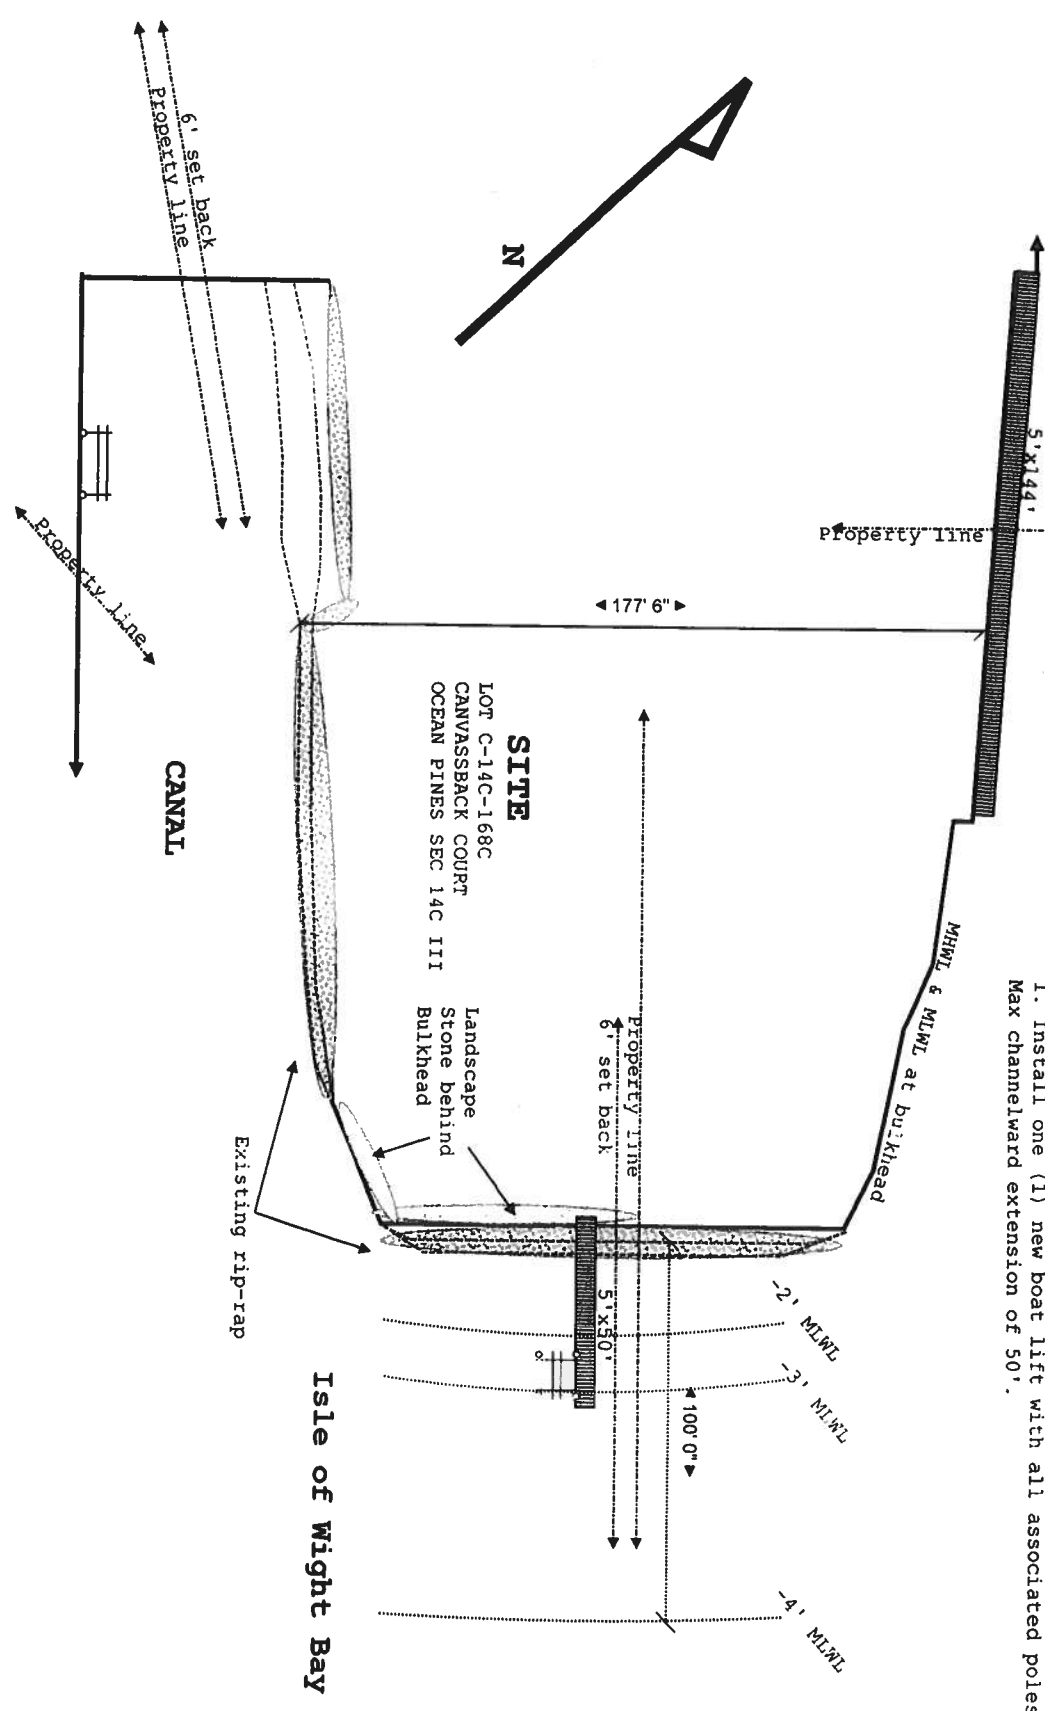 1. Install one (1) new boat lift with all associated poles
Max channelward extension of 50'.
5'x144'
Property line
MHWL & MLWL at bulkhead
177' 6"
N
6' set back
Property line
Property line
SITE
LOT C-14C-168C
CANVASSBACK COURT
OCEAN PINES SEC 14C III
CANAL
Property line
6' set back
Landscape
Stone behind
Bulkhead
Existing rip-rap
5'x50'
-2' MLWL
-3' MLWL
100' 0"
-4' MLWL
Isle of Wight Bay